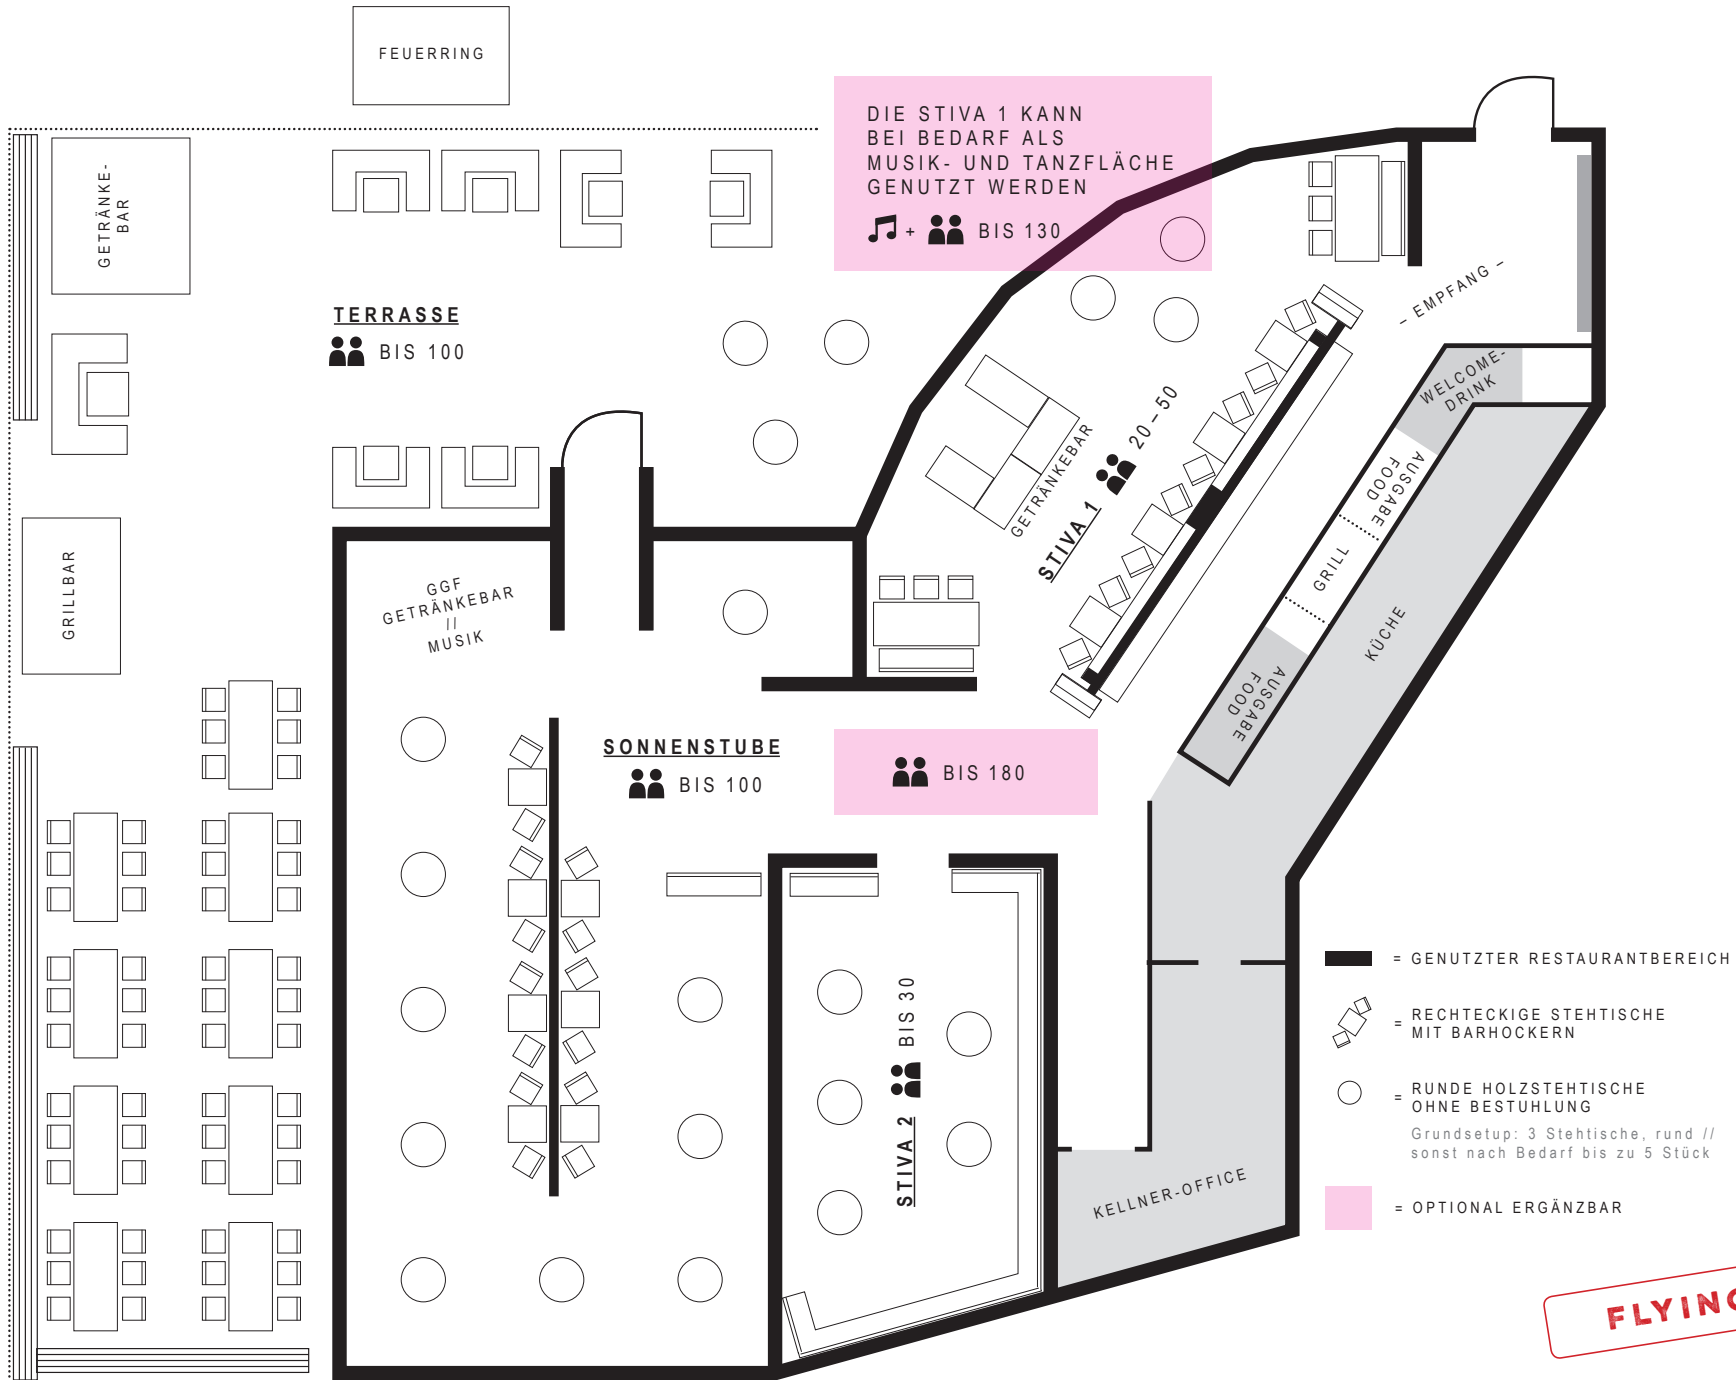 FEUERRING
DIE STIVA 1 KANN
BEI BEDARF ALS
MUSIK- UND TANZFLÄCHE
GENUTZT WERDEN
+ BIS 130
GETRÄNKE-
BAR
TERRASSE
BIS 100
– EMPFANG –
WELCOME-
DRINK
STIVA 1 20–50
GETRÄNKEBAR
AUSGABE
FOOD
GRILL
AUSGABE
FOOD
KÜCHE
GRILLBAR
GGF
GETRÄNKEBAR
//
MUSIK
SONNENSTUBE
BIS 100
BIS 180
STIVA 2 BIS 30
KELLNER-OFFICE
= GENUTZTER RESTAURANTBEREICH
= RECHTECKIGE STEHTISCHE
MIT BARHOCKERN
= RUNDE HOLZSTEHTISCHE
OHNE BESTUHLUNG
Grundsetup: 3 Stehtische, rund //
sonst nach Bedarf bis zu 5 Stück
= OPTIONAL ERGÄNZBAR